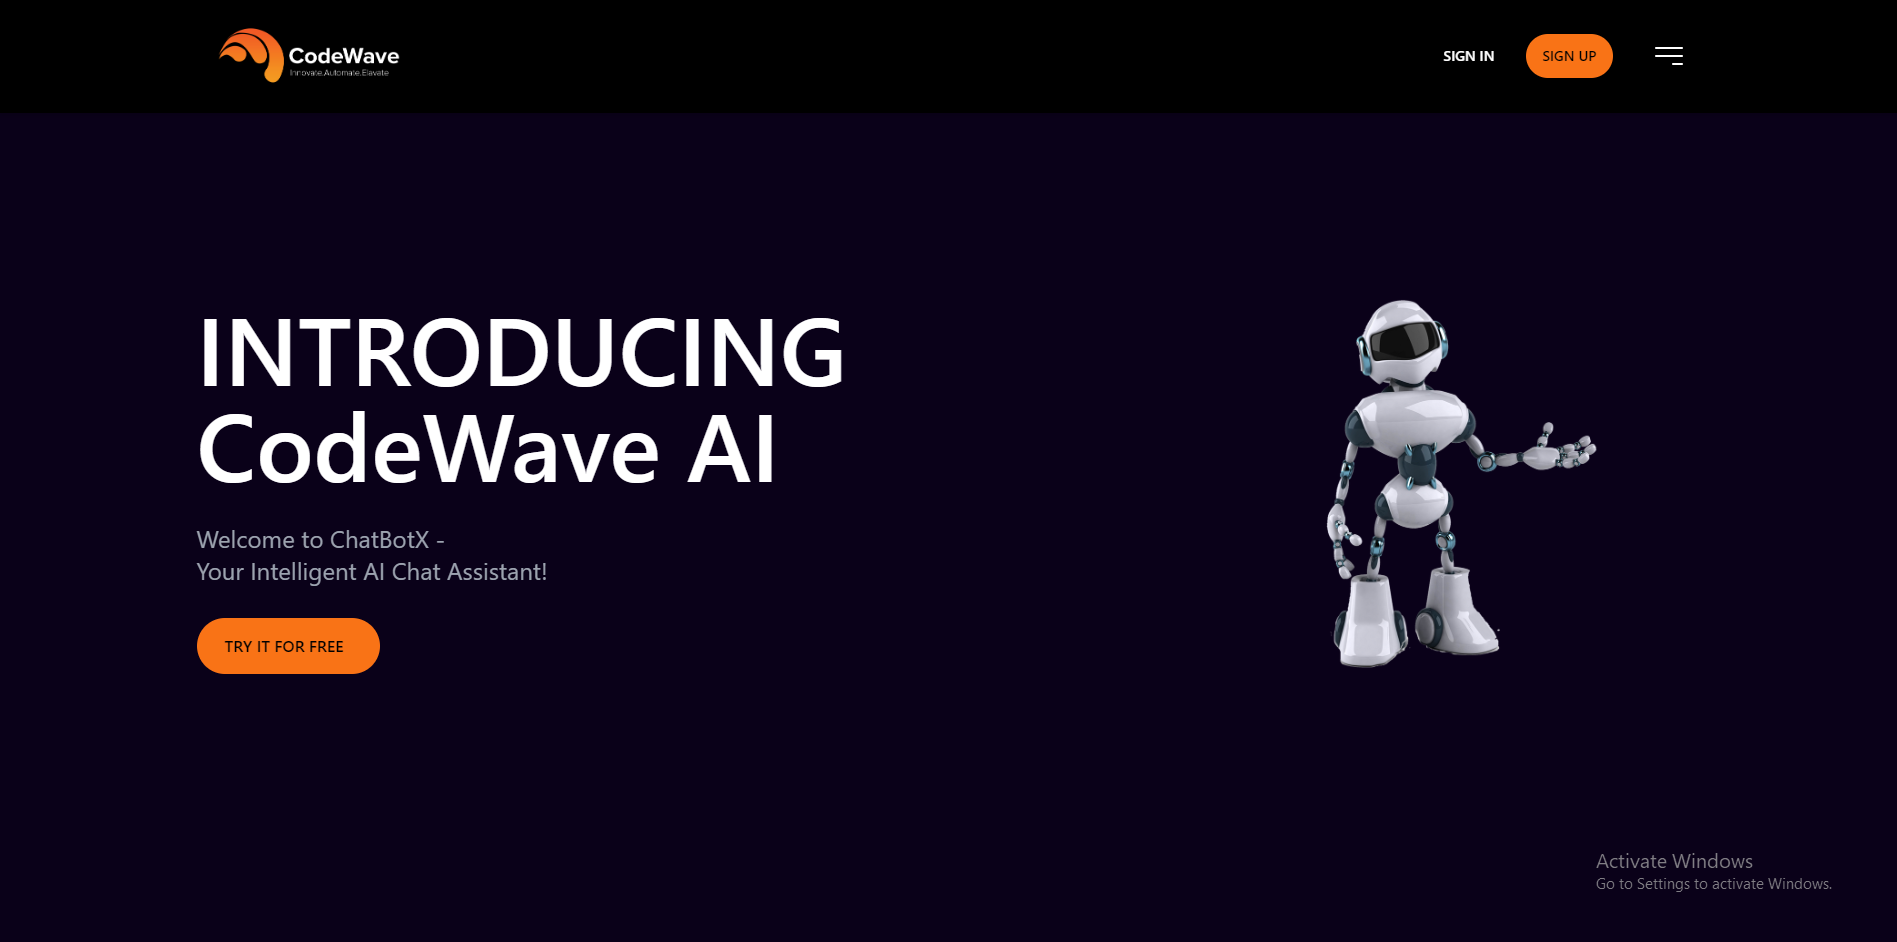 CodeWave
Innovate.Automate.Elavate
SIGN IN
SIGN UP
INTRODUCING
CodeWave AI
Welcome to ChatBotX -
Your Intelligent AI Chat Assistant!
TRY IT FOR FREE
Activate Windows
Go to Settings to activate Windows.